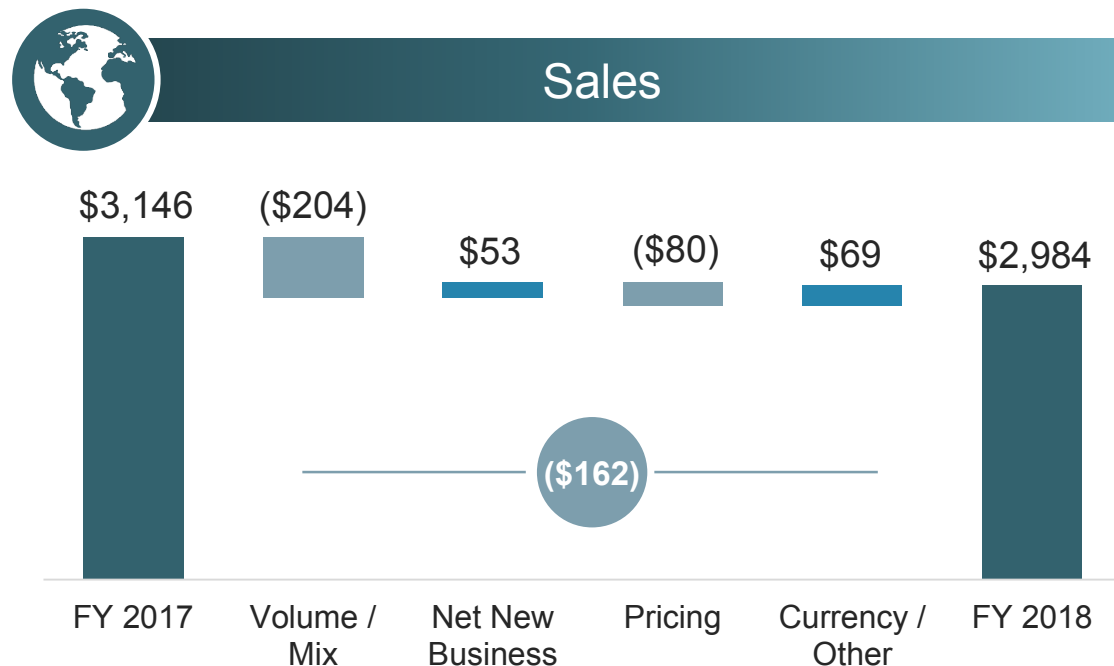 Sales
$3,146
($204)
$53
($80)
$69
$2,984
($162)
FY 2017
Volume /
Mix
Net New
Business
Pricing
Currency /
Other
FY 2018